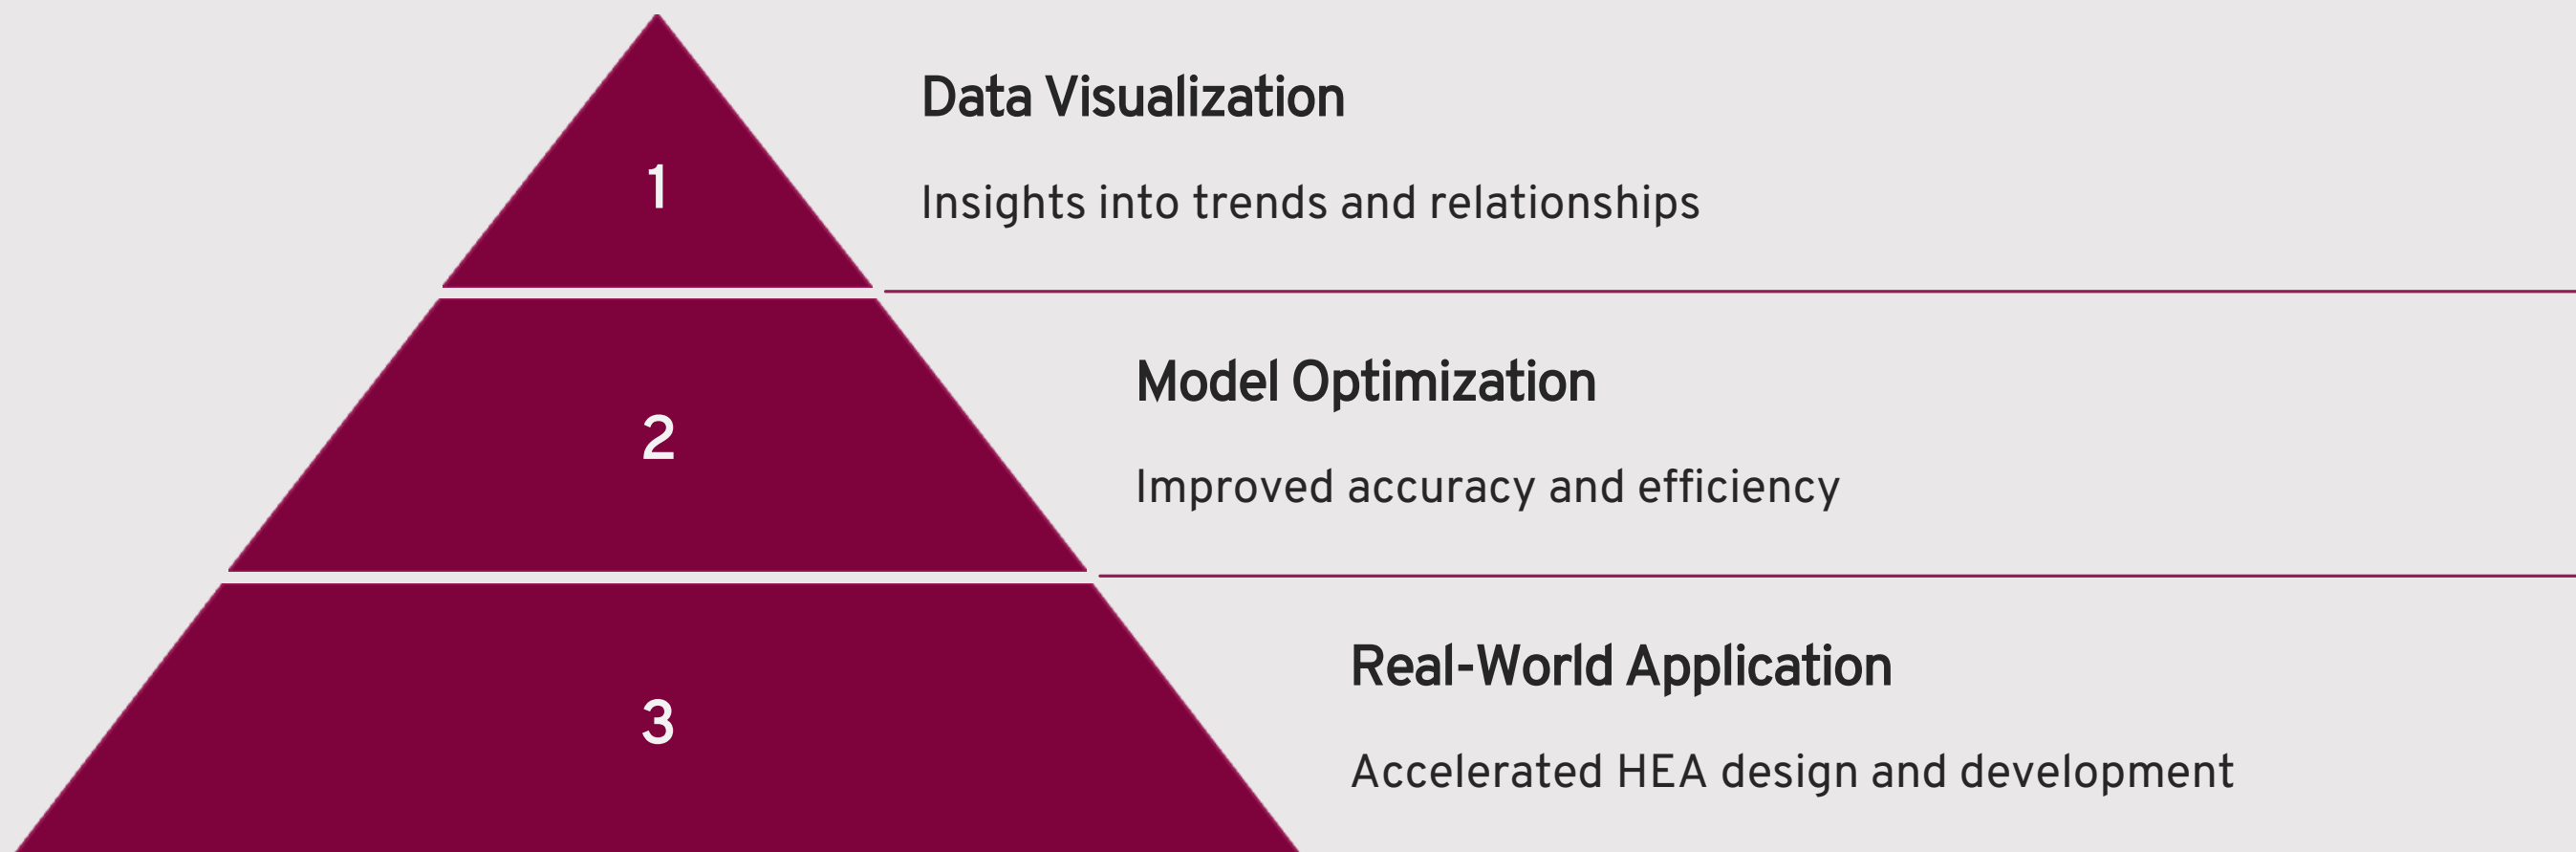 1
Data Visualization
Insights into trends and relationships
2
Model Optimization
Improved accuracy and efficiency
3
Real-World Application
Accelerated HEA design and development